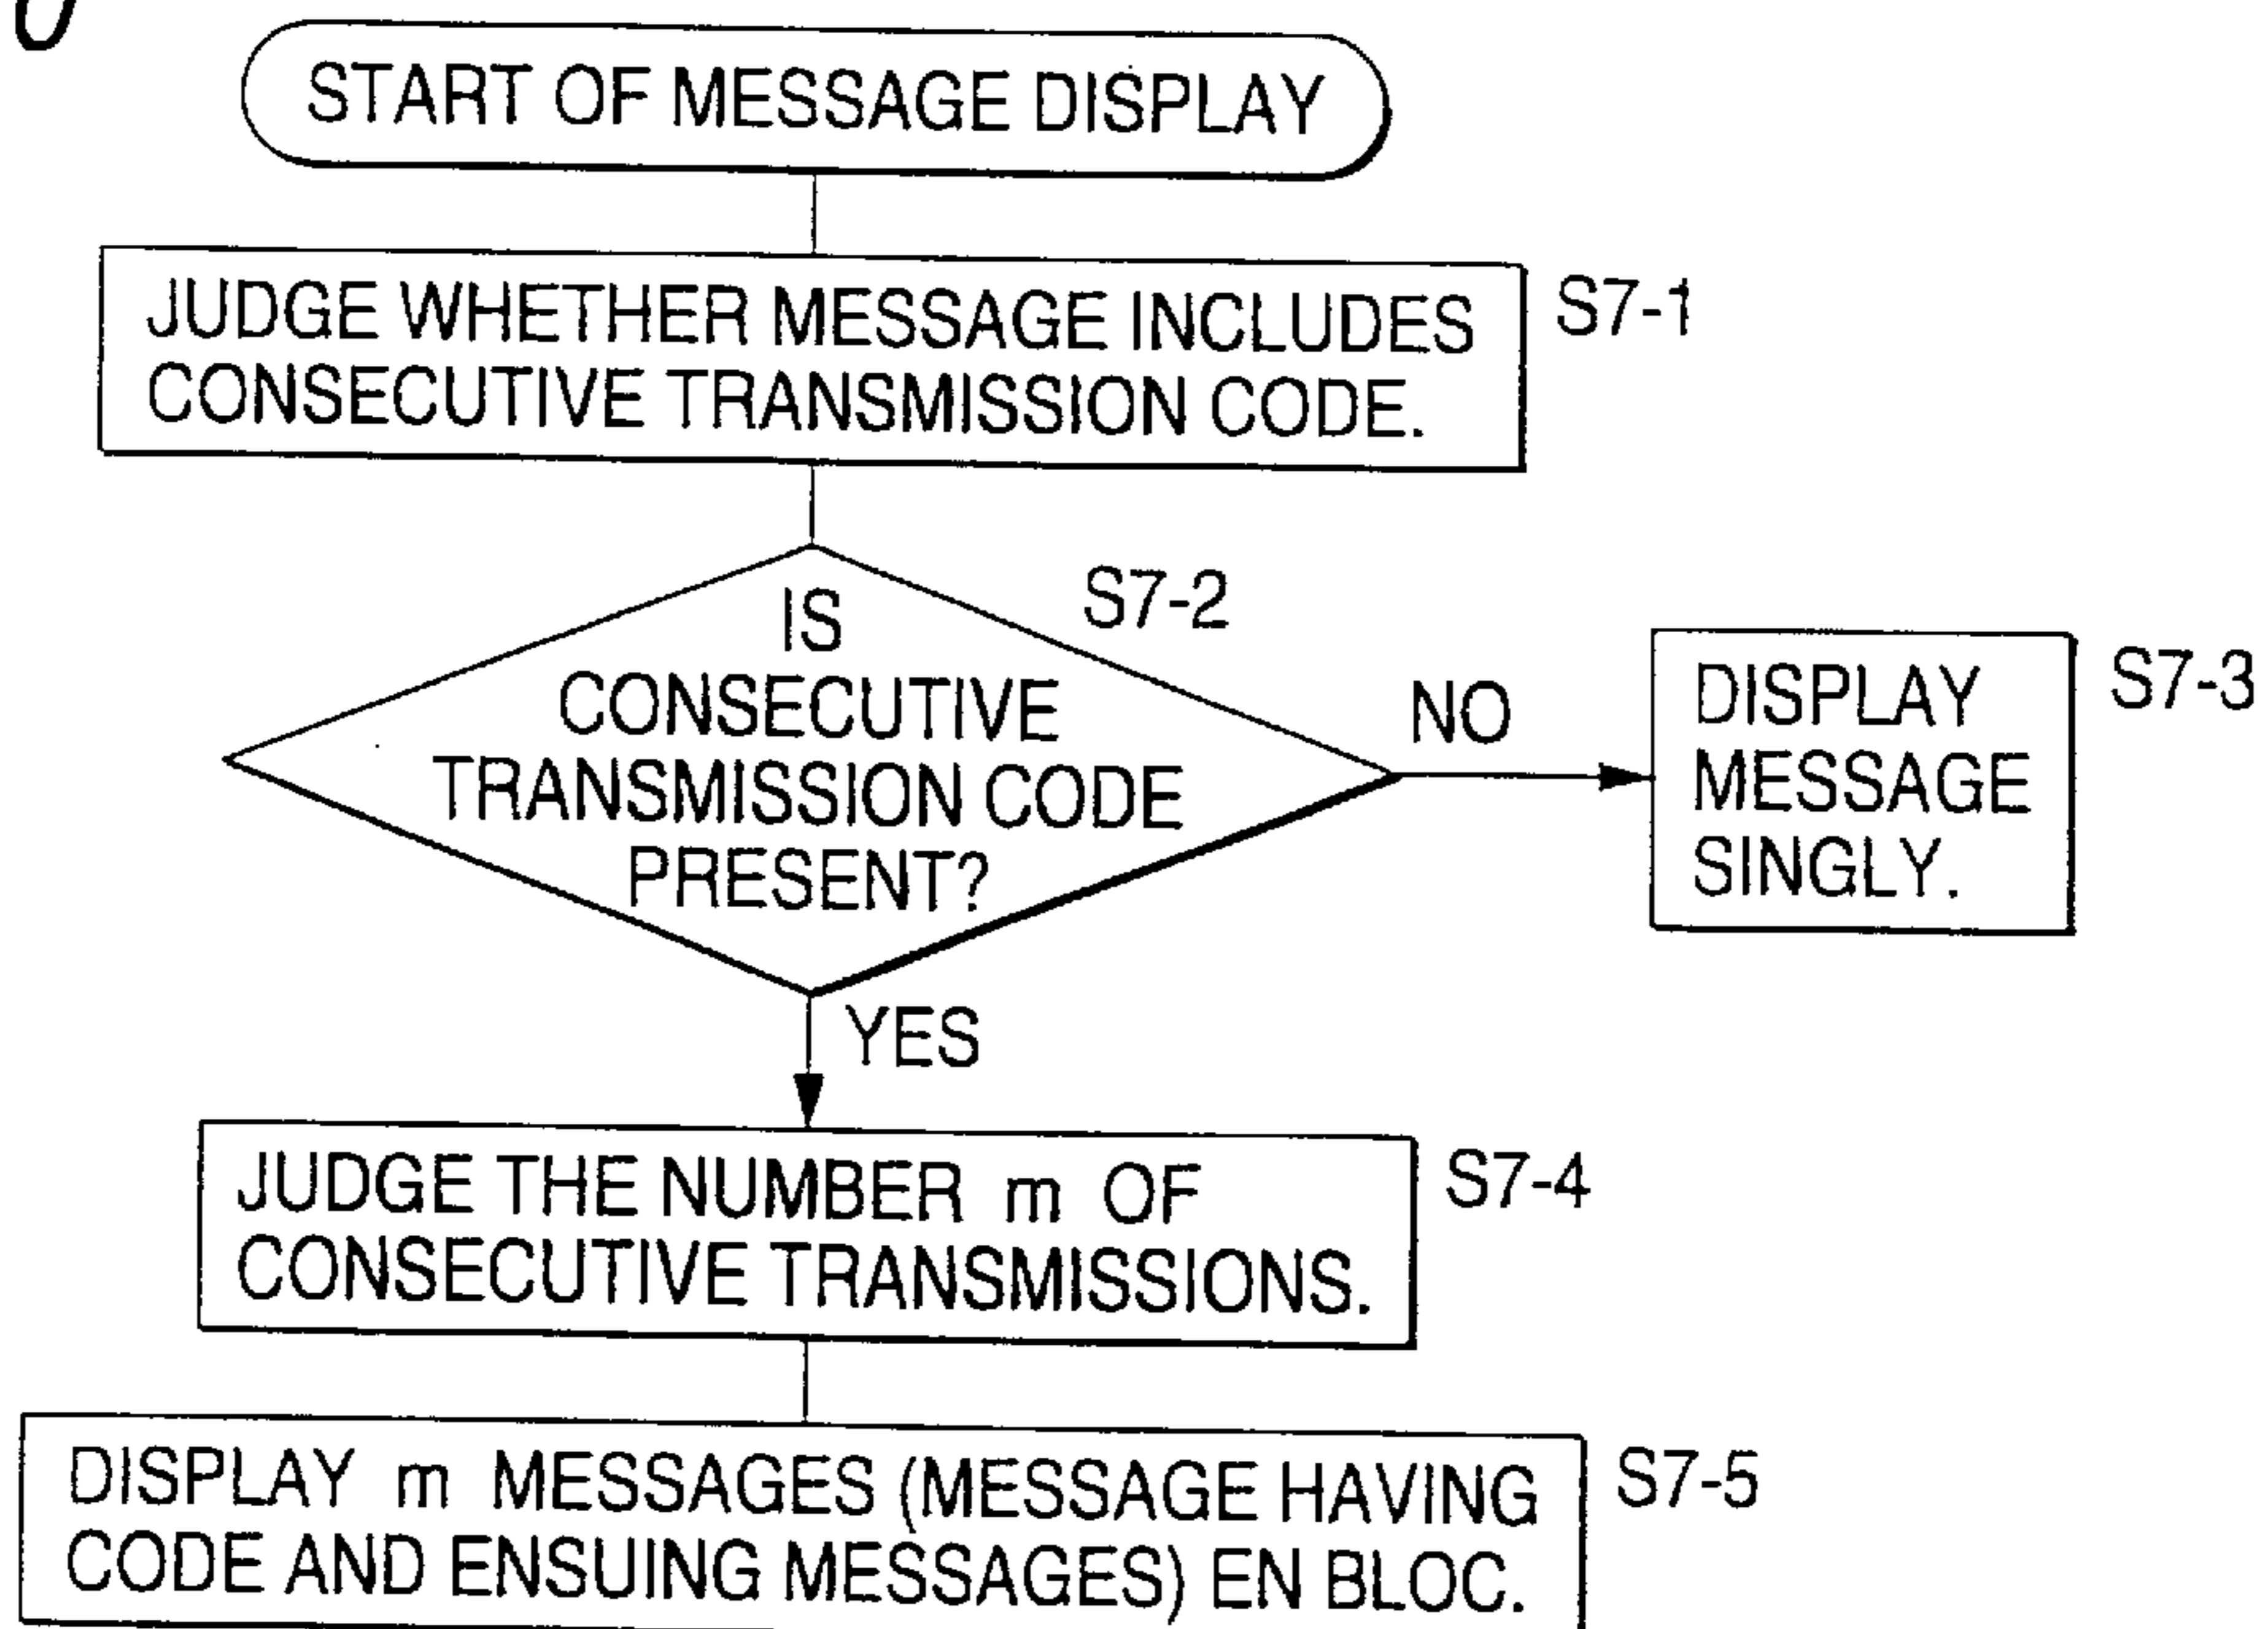 START OF MESSAGE DISPLAY
JUDGE WHETHER MESSAGE INCLUDES
CONSECUTIVE TRANSMISSION CODE.
S7-1
IS
CONSECUTIVE
TRANSMISSION CODE
PRESENT?
S7-2
NO
DISPLAY
MESSAGE
SINGLY.
S7-3
YES
JUDGE THE NUMBER m OF
CONSECUTIVE TRANSMISSIONS.
S7-4
DISPLAY m MESSAGES (MESSAGE HAVING
CODE AND ENSUING MESSAGES) EN BLOC.
S7-5